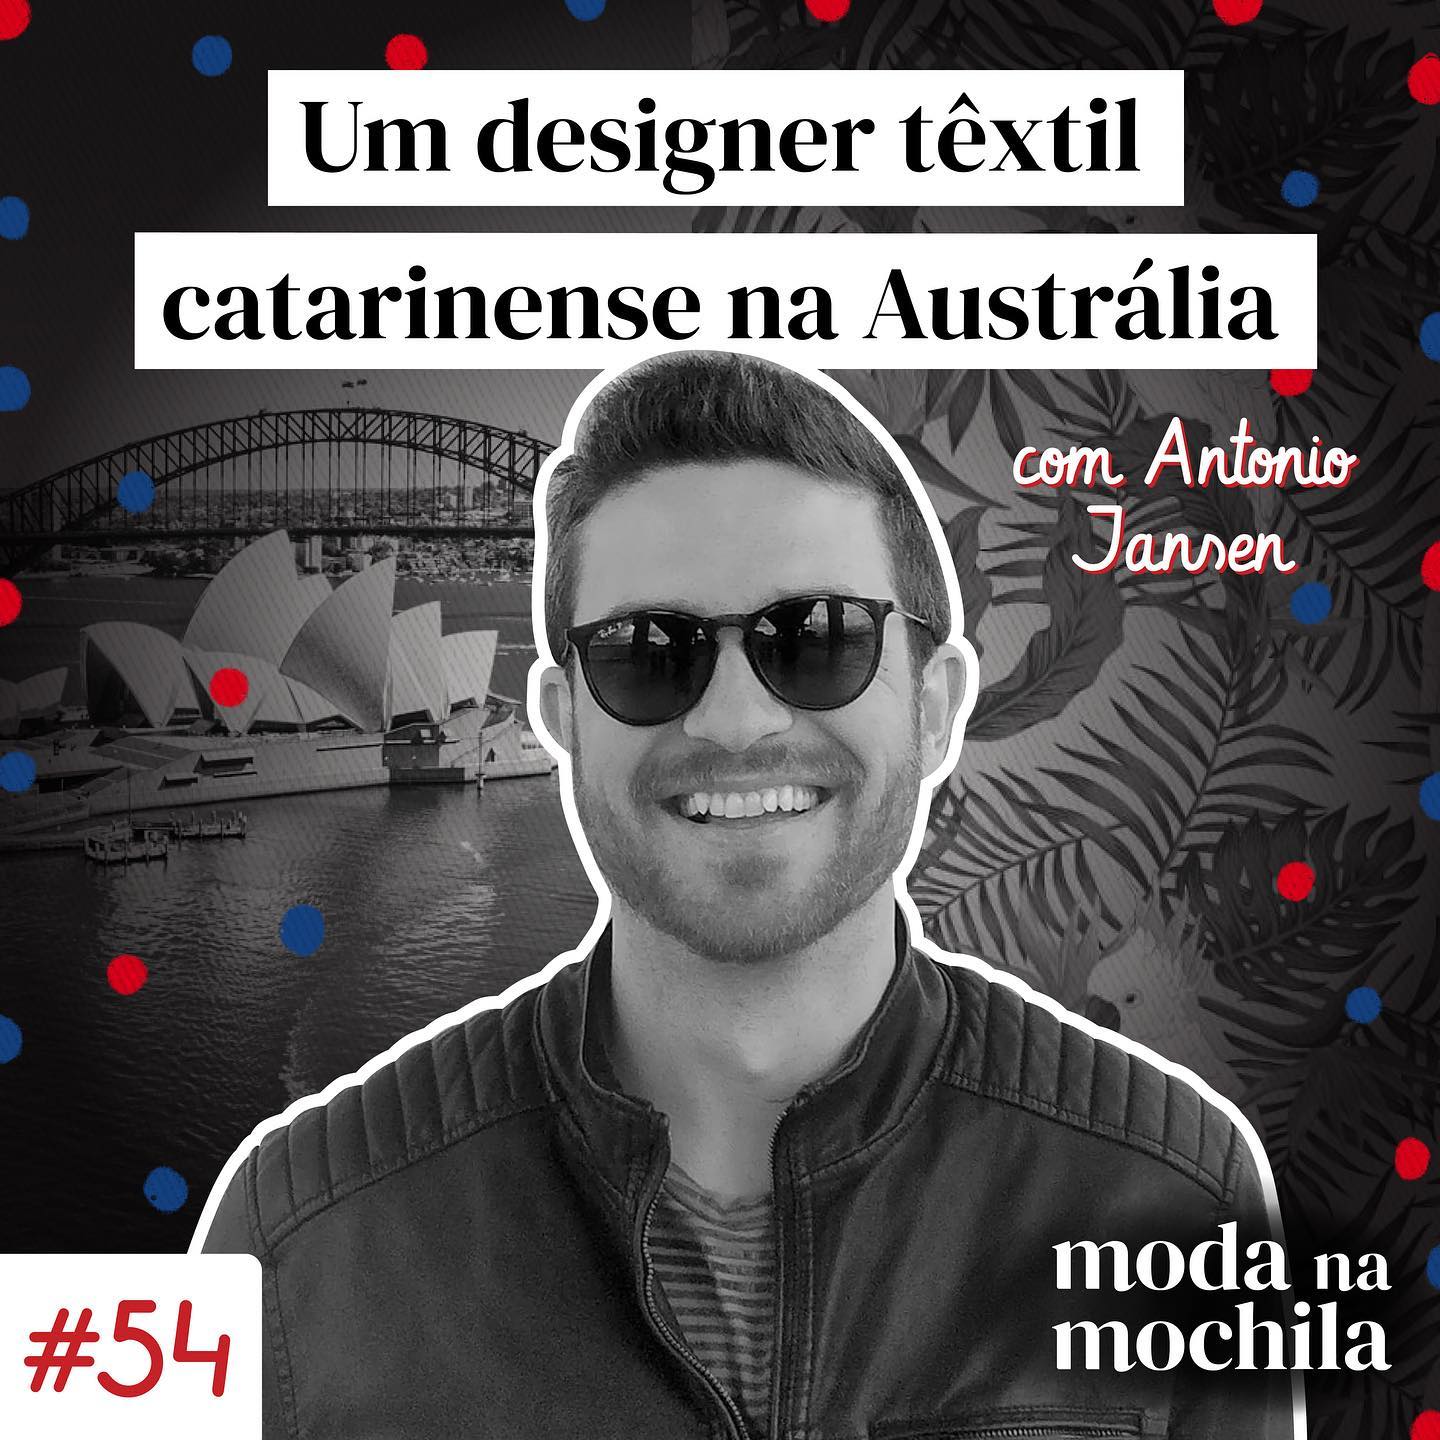 Um designer têxtil
catarinense na Austrália
com Antonio
Jansen
#54
moda na
mochila